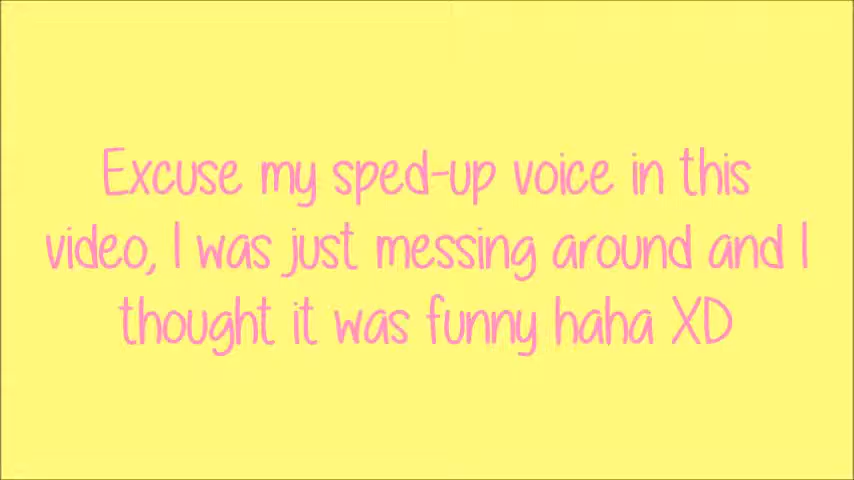 Excuse my sped-up voice in this
video, I was just messing around and I
thought it was funny haha XD